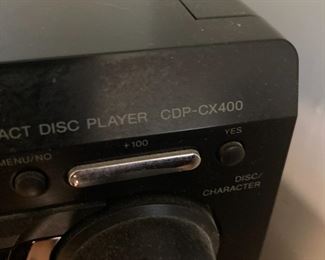 ACT DISC PLAYER CDP-CX400
+100
YES
MENU/NO
DISC/
CHARACTER